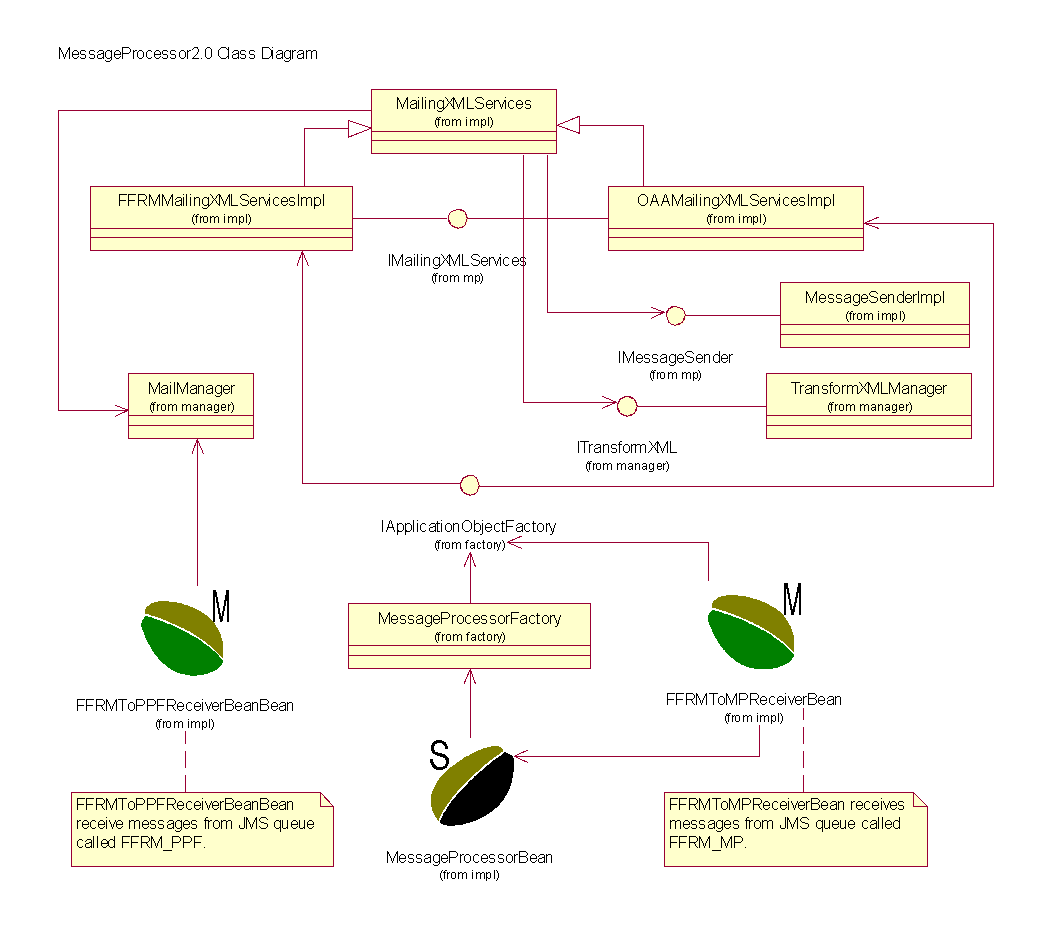 MessageProcessor2.0 Class Diagram
MailingXMLServices
(from impl)
FFRMMailingXMLServicesImpl
(from impl)
OAAMailingXMLServicesImpl
(from impl)
IMailingXMLServices
(from mp)
MessageSenderImpl
(from impl)
IMessageSender
(from mp)
MailManager
(from manager)
TransformXMLManager
(from manager)
ITransformXML
(from manager)
IApplicationObjectFactory
(from factory)
M
M
MessageProcessorFactory
(from factory)
FFRMToPPFReceiverBeanBean
(from impl)
FFRMToMPReceiverBean
(from impl)
S
FFRMToPPFReceiverBeanBean
receive messages from JMS queue
called FFRM_PPF.
FFRMToMPReceiverBean receives
messages from JMS queue called
FFRM_MP.
MessageProcessorBean
(from impl)